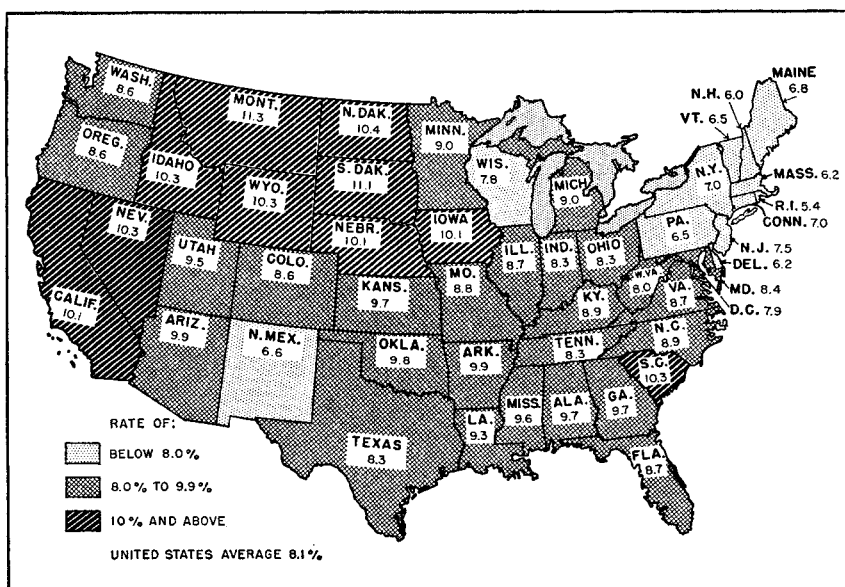 WASH.
8.6
OREG.
8.6
CALIF.
10.1
NEV.
10.3
IDAHO
10.3
MONT.
11.3
WYO.
10.3
UTAH
9.5
COLO.
8.6
ARIZ.
9.9
N.MEX.
6.6
N.DAK.
10.4
S.DAK.
11.1
NEBR.
10.1
KANS.
9.7
OKLA.
9.8
TEXAS
8.3
MINN.
9.0
IOWA
10.1
MO.
8.8
ARK.
9.9
LA.
9.3
WIS.
7.8
ILL.
8.7
MICH.
9.0
IND.
8.3
OHIO
8.3
KY.
8.9
TENN.
8.3
MISS.
9.6
ALA.
9.7
GA.
9.7
FLA.
8.7
S.C.
10.3
N.C.
8.9
VA.
8.7
W.VA.
8.0
PA.
6.5
N.Y.
7.0
VT. 6.5
N.H. 6.0
MAINE
6.8
MASS. 6.2
R.I. 5.4
CONN. 7.0
N.J. 7.5
DEL. 6.2
MD. 8.4
D.C. 7.9
RATE OF:
BELOW 8.0%
8.0% TO 9.9%
10% AND ABOVE
UNITED STATES AVERAGE 8.1%